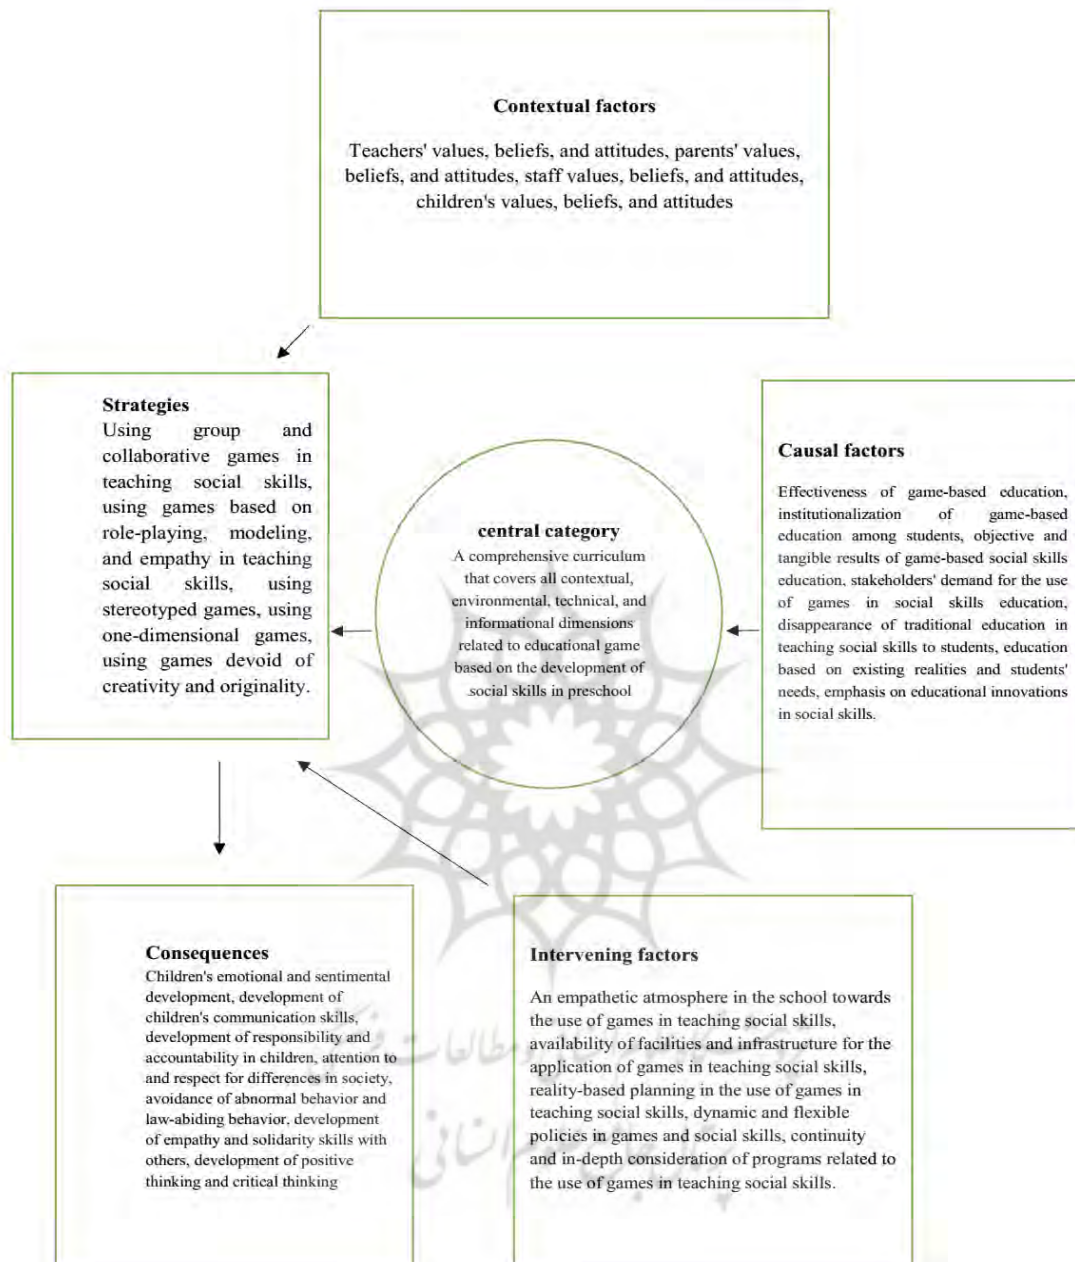 Contextual factors
Teachers' values, beliefs, and attitudes, parents' values,
beliefs, and attitudes, staff values, beliefs, and attitudes,
children's values, beliefs, and attitudes
Strategies
Using group and
collaborative games in
teaching social skills,
using games based on
role-playing, modeling,
and empathy in teaching
social skills, using
stereotyped games, using
one-dimensional games,
using games devoid of
creativity and originality.
central category
A comprehensive curriculum
that covers all contextual,
environmental, technical, and
informational dimensions
related to educational game
based on the development of
social skills in preschool
Causal factors
Effectiveness of game-based education,
institutionalization of game-based
education among students, objective and
tangible results of game-based social skills
education, stakeholders' demand for the use
of games in social skills education,
disappearance of traditional education in
teaching social skills to students, education
based on existing realities and students'
needs, emphasis on educational innovations
in social skills.
Consequences
Children's emotional and sentimental
development, development of
children's communication skills,
development of responsibility and
accountability in children, attention to
and respect for differences in society,
avoidance of abnormal behavior and
law-abiding behavior, development
of empathy and solidarity skills with
others, development of positive
thinking and critical thinking
Intervening factors
An empathetic atmosphere in the school towards
the use of games in teaching social skills,
availability of facilities and infrastructure for the
application of games in teaching social skills,
reality-based planning in the use of games in
teaching social skills, dynamic and flexible
policies in games and social skills, continuity
and in-depth consideration of programs related to
the use of games in teaching social skills.
پژوهشگاه علوم انسانی و مطالعات فرهنگی
پرتال جامع علوم انسانی